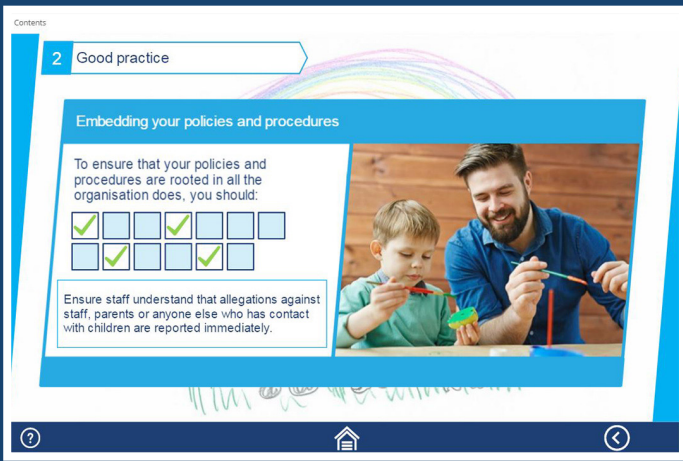 Contents
2 Good practice
Embedding your policies and procedures
To ensure that your policies and
procedures are rooted in all the
organisation does, you should:
Ensure staff understand that allegations against
staff, parents or anyone else who has contact
with children are reported immediately.
?